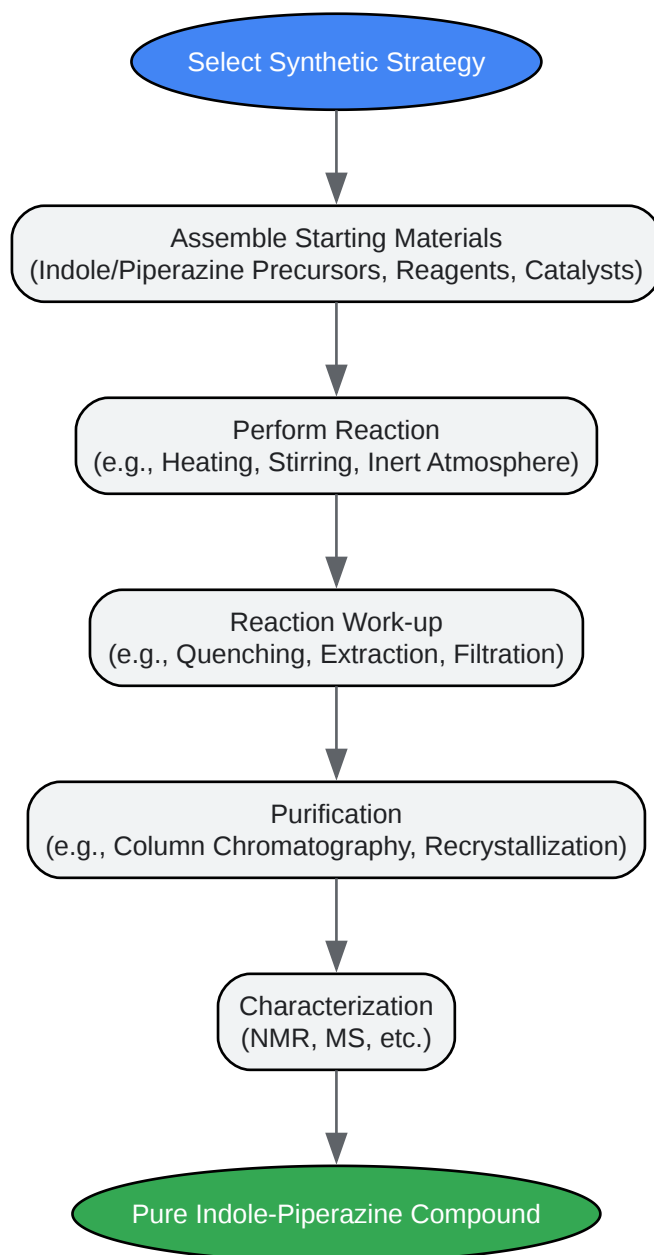 Select Synthetic Strategy
Assemble Starting Materials
(Indole/Piperazine Precursors, Reagents, Catalysts)
Perform Reaction
(e.g., Heating, Stirring, Inert Atmosphere)
Reaction Work-up
(e.g., Quenching, Extraction, Filtration)
Purification
(e.g., Column Chromatography, Recrystallization)
Characterization
(NMR, MS, etc.)
Pure Indole-Piperazine Compound